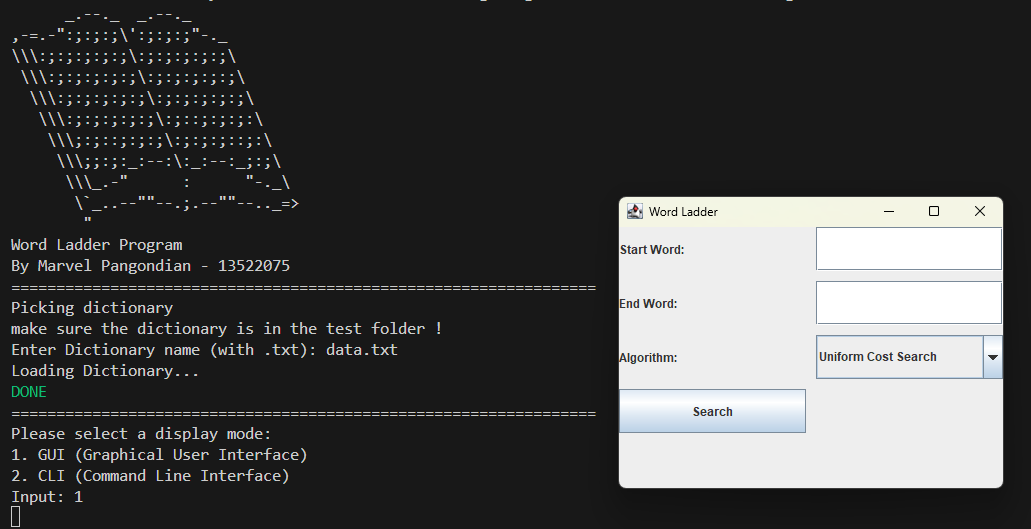 _.--._  _.--._
,-=.-":;:;:;\':;:;:;"-._
\\\:;:;:;:;:;\:;:;:;:;:;\
 \\\:;:;:;:;:;\:;:;:;:;:;\
  \\\:;:;:;:;:;\:;:;:;:;:;\
   \\\:;:;:;:;:;\:;::;:;:;:\
    \\\;:;::;:;:;\:;:;:;::;:\
     \\\;;:;:_:--:\:_:--:_;:;\
      \\\_.-"      :      "-._\
       \`_..--""--.;.--""--.._=>
        "
Word Ladder Program
By Marvel Pangondian - 13522075
=================================================================
Picking dictionary
make sure the dictionary is in the test folder !
Enter Dictionary name (with .txt): data.txt
Loading Dictionary...
DONE
=================================================================
Please select a display mode:
1. GUI (Graphical User Interface)
2. CLI (Command Line Interface)
Input: 1
Word Ladder
Start Word:
End Word:
Algorithm:
Uniform Cost Search
Search